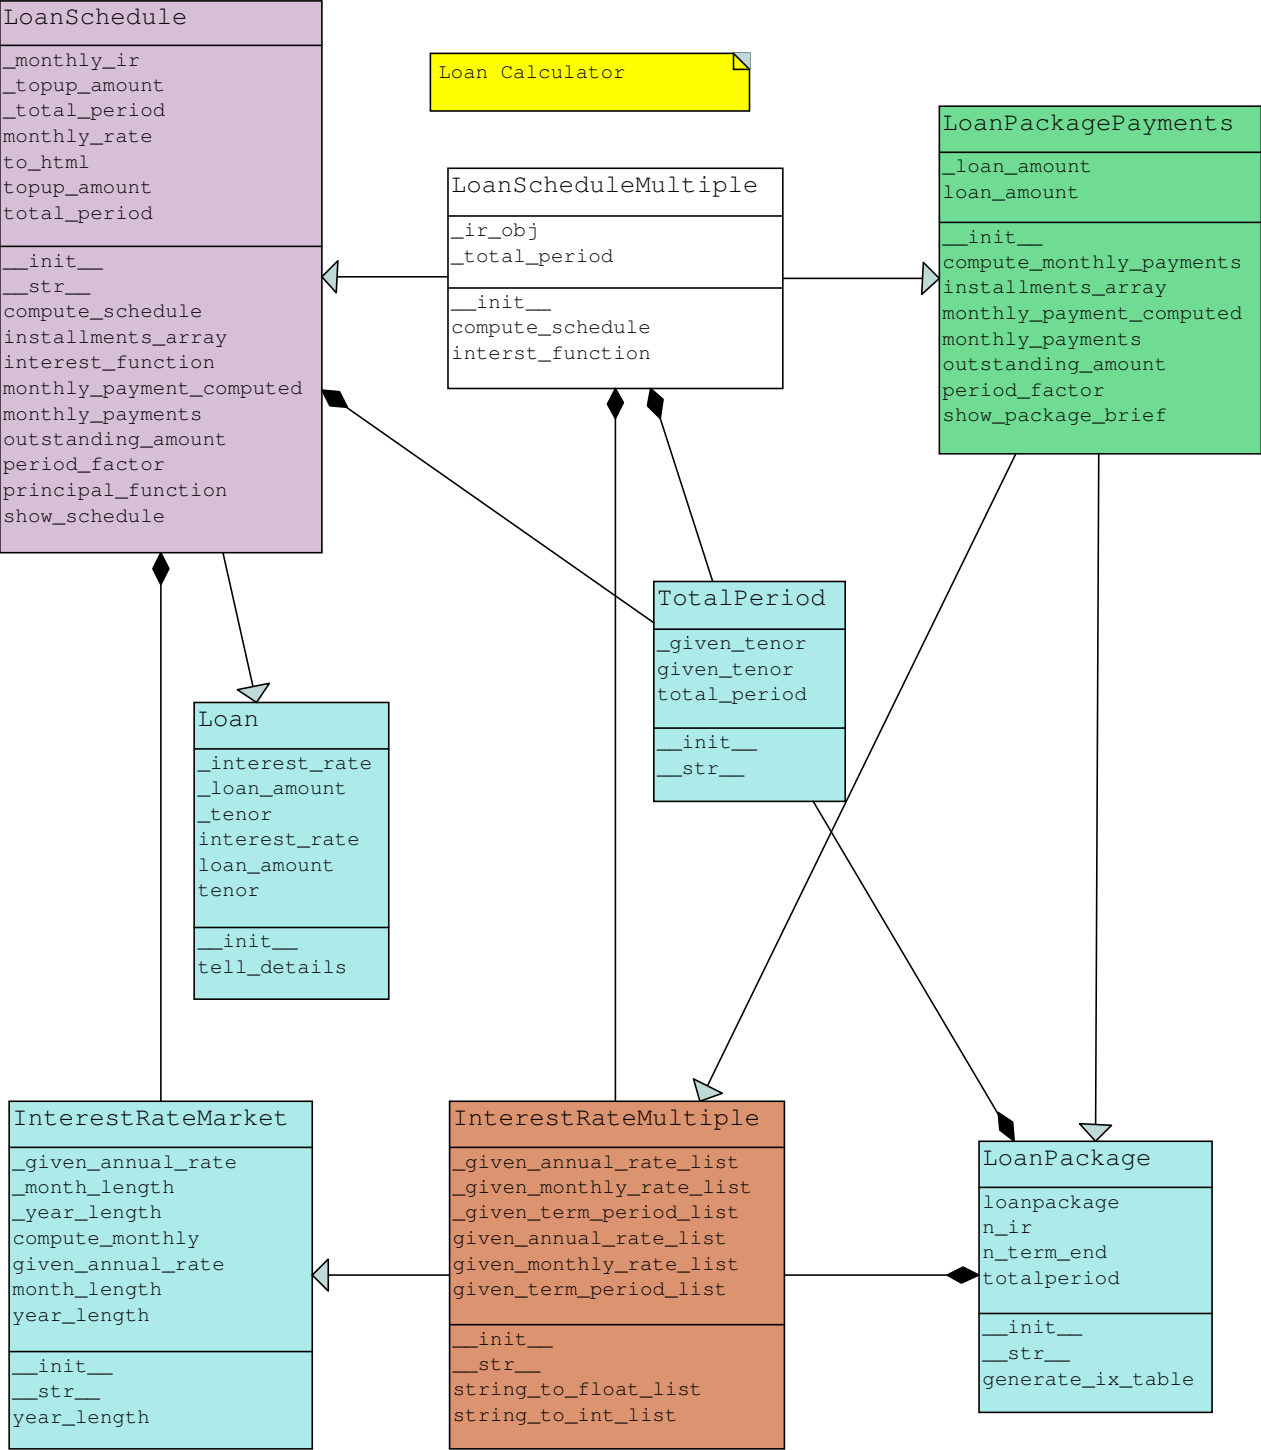 LoanSchedule
_monthly_ir
_topup_amount
_total_period
monthly_rate
to_html
topup_amount
total_period
__init__
__str__
compute_schedule
installments_array
interest_function
monthly_payment_computed
monthly_payments
outstanding_amount
period_factor
principal_function
show_schedule
Loan Calculator
LoanScheduleMultiple
_ir_obj
_total_period
__init__
compute_schedule
interst_function
LoanPackagePayments
_loan_amount
loan_amount
__init__
compute_monthly_payments
installments_array
monthly_payment_computed
monthly_payments
outstanding_amount
period_factor
show_package_brief
TotalPeriod
_given_tenor
given_tenor
total_period
__init__
__str__
Loan
_interest_rate
_loan_amount
_tenor
interest_rate
loan_amount
tenor
__init__
tell_details
InterestRateMarket
_given_annual_rate
_month_length
_year_length
compute_monthly
given_annual_rate
month_length
year_length
__init__
__str__
year_length
InterestRateMultiple
_given_annual_rate_list
_given_monthly_rate_list
_given_term_period_list
given_annual_rate_list
given_monthly_rate_list
given_term_period_list
__init__
__str__
string_to_float_list
string_to_int_list
LoanPackage
loanpackage
n_ir
n_term_end
totalperiod
__init__
__str__
generate_ix_table